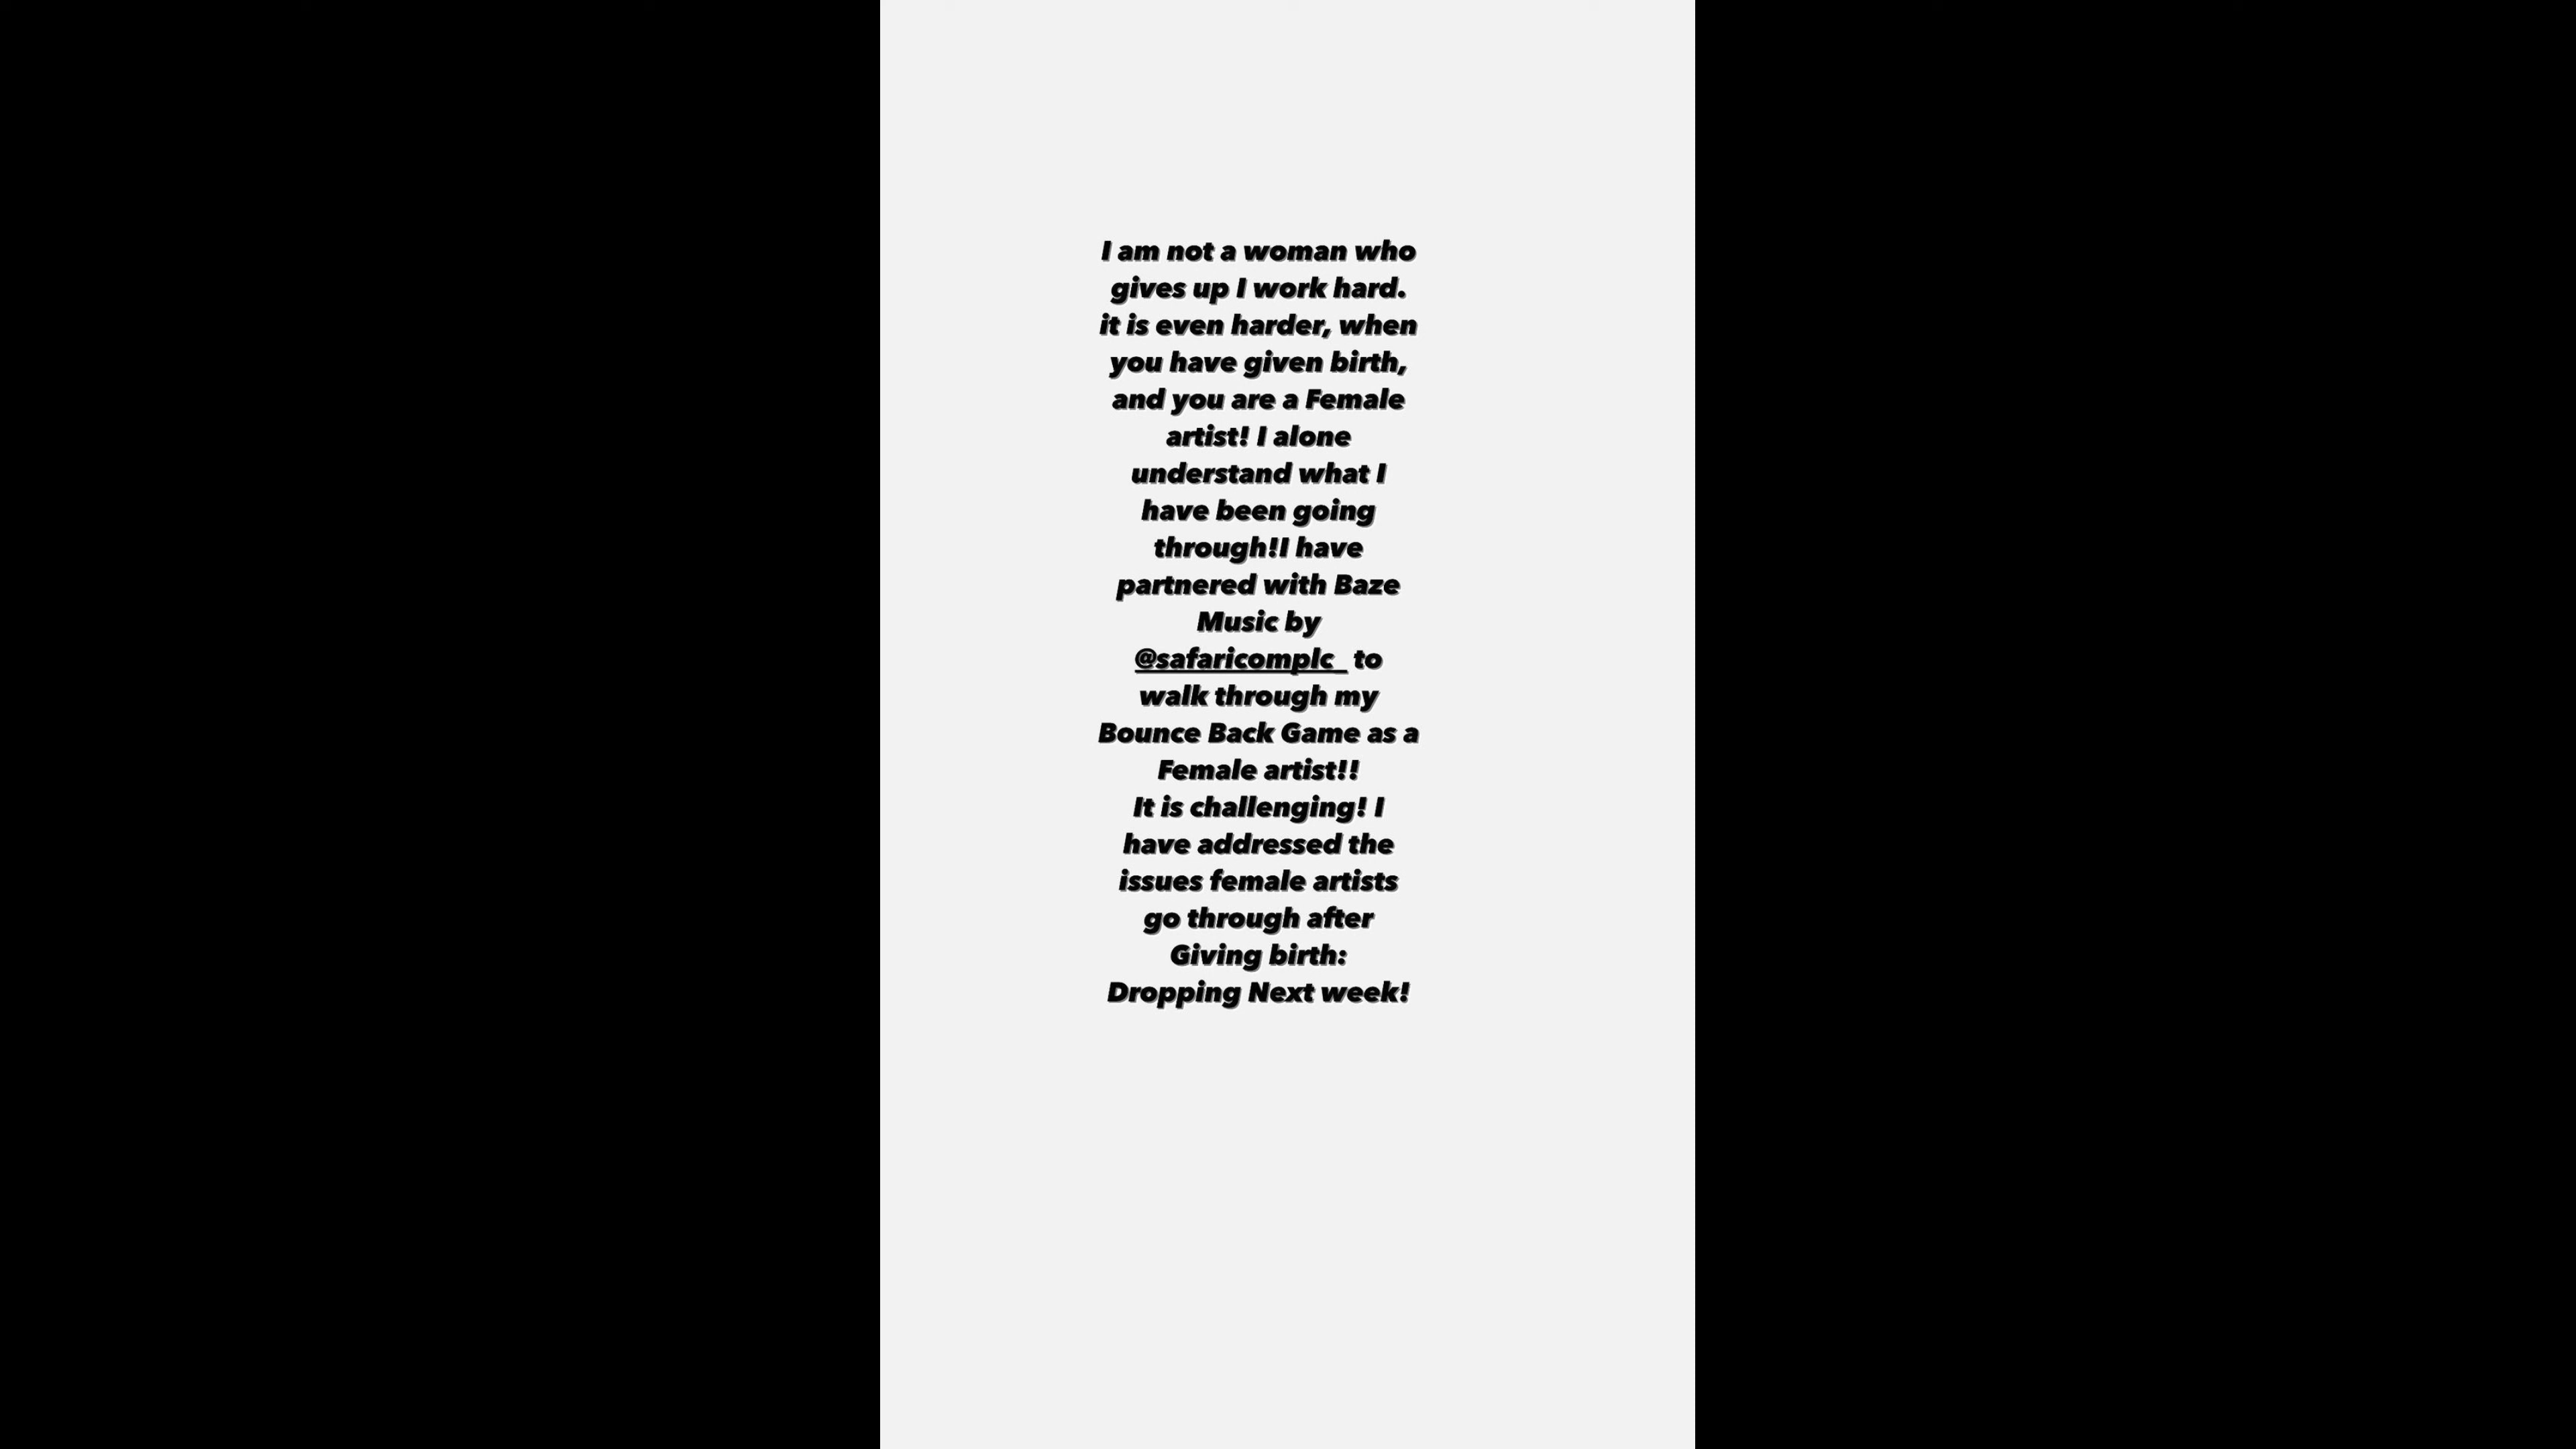 I am not a woman who
gives up I work hard.
it is even harder, when
you have given birth,
and you are a Female
artist! I alone
understand what I
have been going
through!I have
partnered with Baze
Music by
@safaricomplc_ to
walk through my
Bounce Back Game as a
Female artist!!
It is challenging! I
have addressed the
issues female artists
go through after
Giving birth:
Dropping Next week!